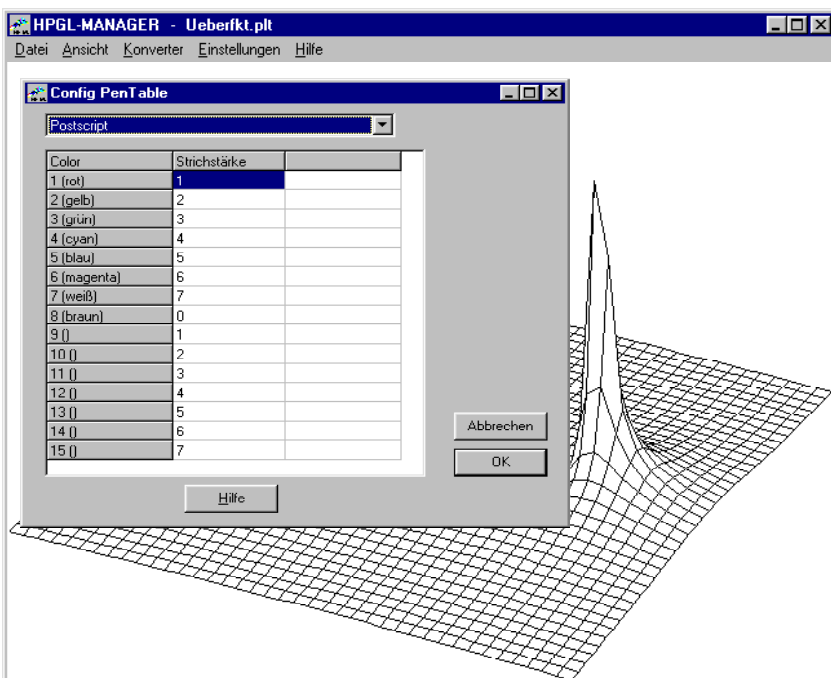 HPGL-MANAGER - Ueberfkt.plt
Datei Ansicht Konverter Einstellungen Hilfe
Config PenTable
Postscript
Color Strichstärke
1 (rot) 1
2 (gelb) 2
3 (grün) 3
4 (cyan) 4
5 (blau) 5
6 (magenta) 6
7 (weiß) 7
8 (braun) 0
9 () 1
10 () 2
11 () 3
12 () 4
13 () 5
14 () 6
15 () 7
Abbrechen
OK
Hilfe